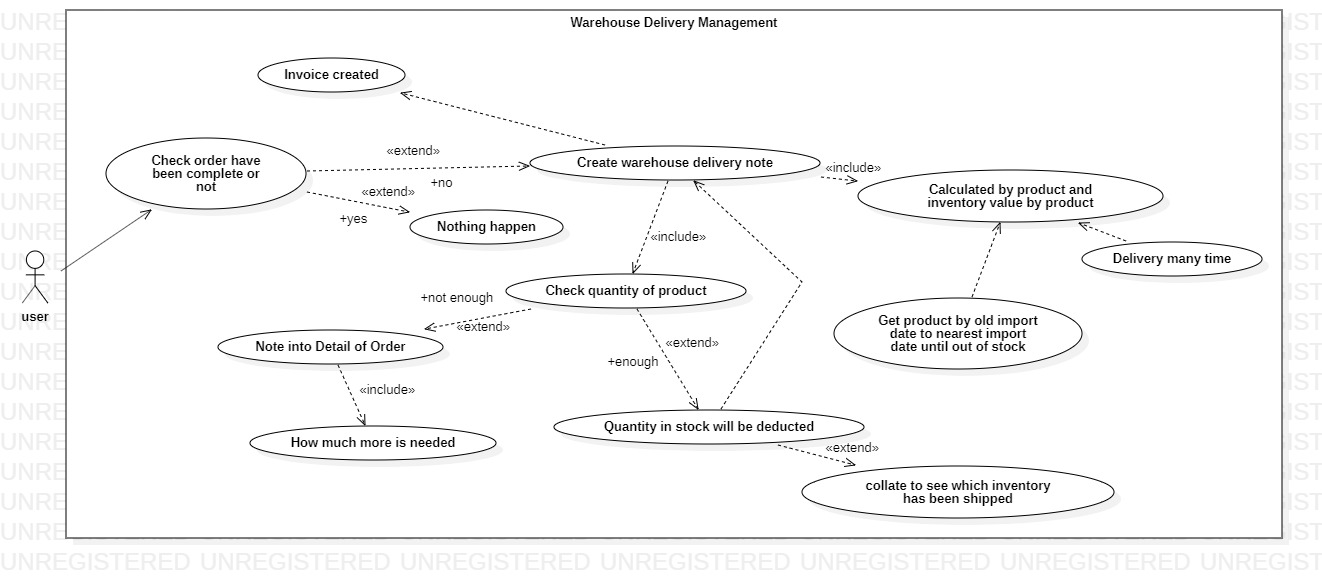 Warehouse Delivery Management
Invoice created
Check order have
been complete or
not
«extend»
+no
«extend»
+yes
Create warehouse delivery note
«include»
Calculated by product and
inventory value by product
Nothing happen
«include»
Delivery many time
user
Check quantity of product
+not enough
«extend»
Note into Detail of Order
«extend»
+enough
Get product by old import
date to nearest import
date until out of stock
«include»
How much more is needed
Quantity in stock will be deducted
«extend»
collate to see which inventory
has been shipped
UNREGISTERED UNREGISTERED UNREGISTERED UNREGISTERED UNREGISTERED UNREGISTERED UNREGIST